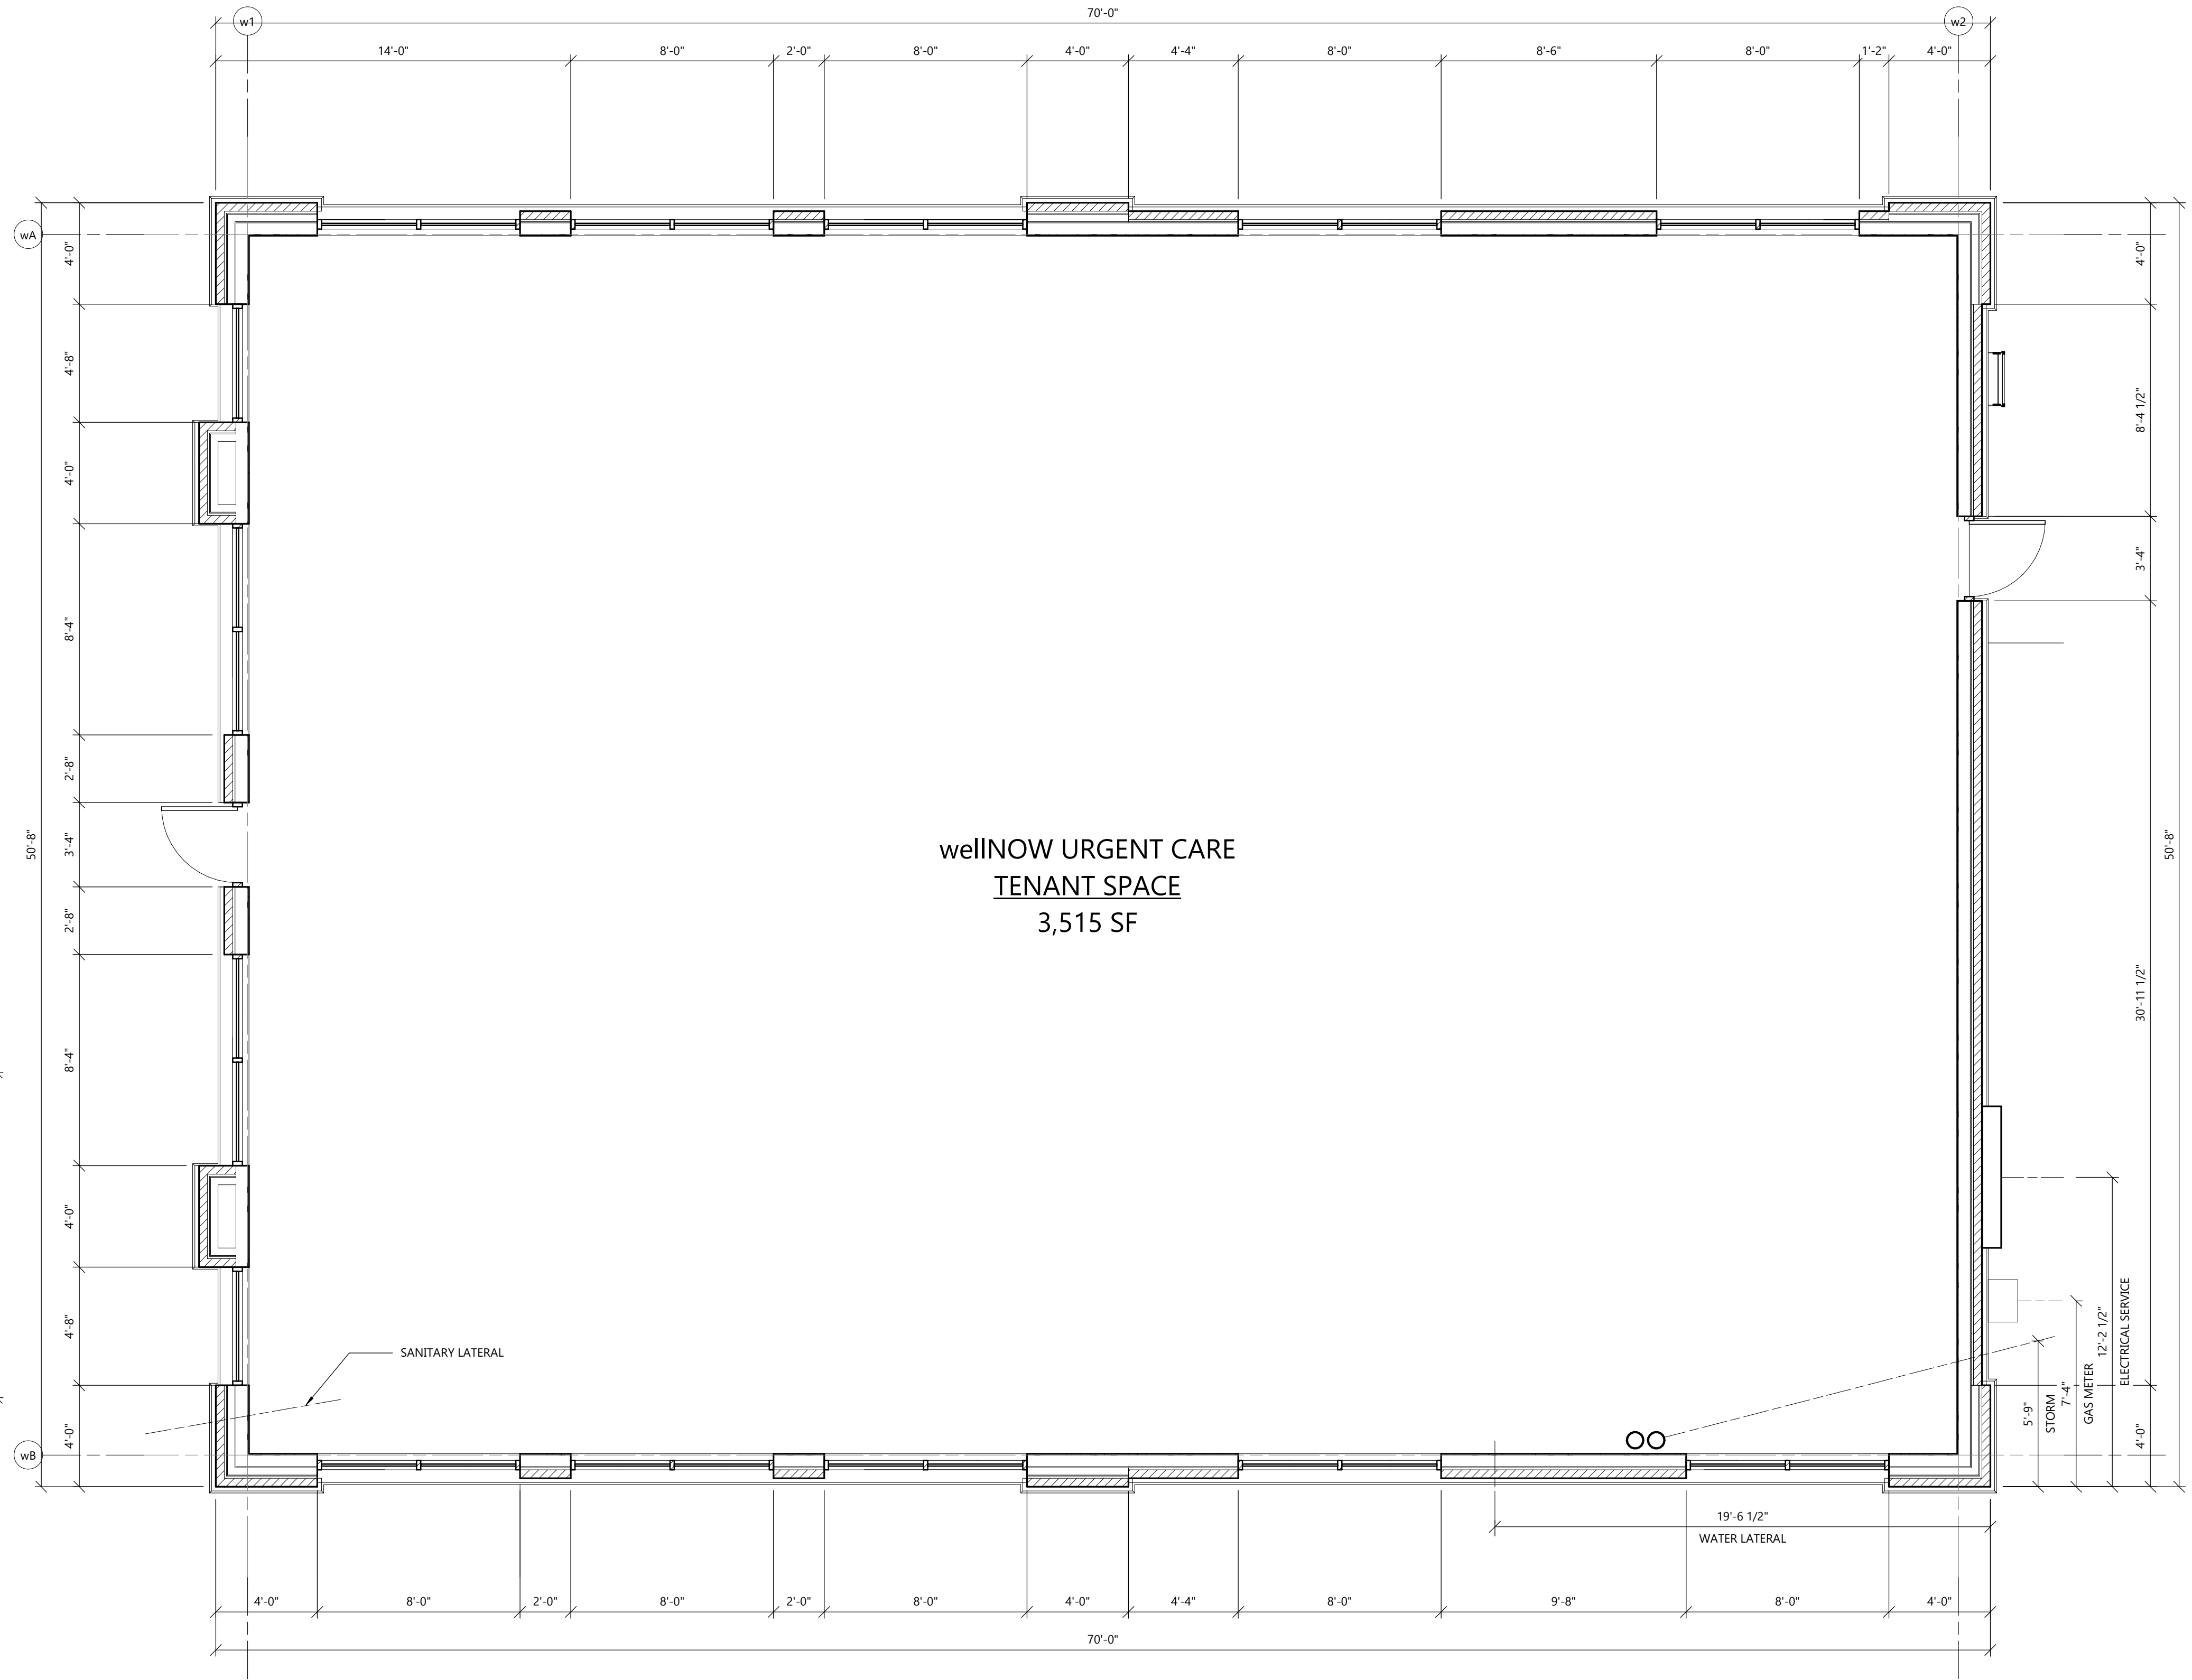 70'-0"
w1
w2
14'-0" 8'-0" 2'-0" 8'-0" 4'-0" 4'-4" 8'-0" 8'-6" 8'-0" 1'-2" 4'-0"
wA
4'-0"
4'-8"
4'-0"
8'-4"
2'-8"
3'-4"
2'-8"
8'-4"
4'-0"
4'-8"
4'-0"
50'-8"
wB
wellNOW URGENT CARE
TENANT SPACE
3,515 SF
SANITARY LATERAL
4'-0"
8'-4 1/2"
3'-4"
30'-11 1/2"
4'-0"
50'-8"
12'-2 1/2"
ELECTRICAL SERVICE
7'-4"
GAS METER
5'-9"
STORM
19'-6 1/2"
WATER LATERAL
4'-0" 8'-0" 2'-0" 8'-0" 2'-0" 8'-0" 4'-0" 4'-4" 8'-0" 9'-8" 8'-0" 4'-0"
70'-0"